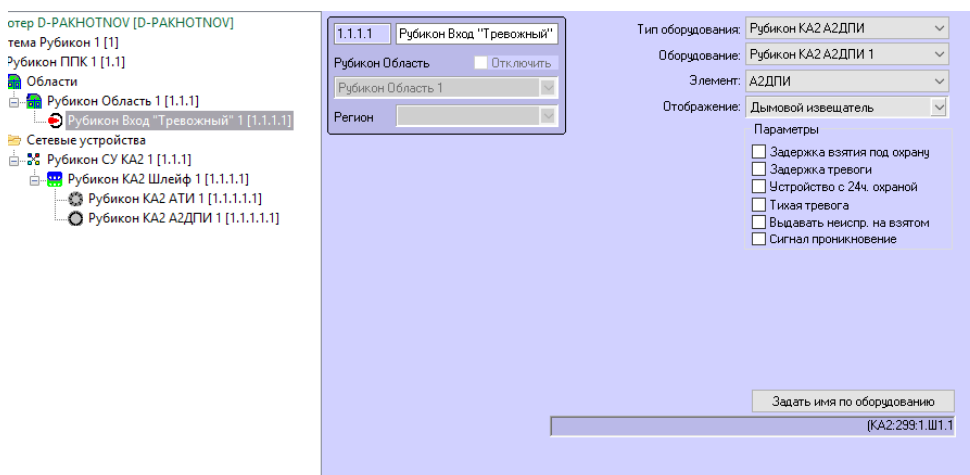 отер D-PAKHOTNOV [D-PAKHOTNOV]
тема Рубикон 1 [1]
Рубикон ППК 1 [1.1]
Области
Рубикон Область 1 [1.1.1]
Рубикон Вход "Тревожный" 1 [1.1.1.1]
Сетевые устройства
Рубикон СУ КА2 1 [1.1.1]
Рубикон КА2 Шлейф 1 [1.1.1.1]
Рубикон КА2 АТИ 1 [1.1.1.1.1]
Рубикон КА2 А2ДПИ 1 [1.1.1.1.1]
1.1.1.1 Рубикон Вход "Тревожный"
Рубикон Область Отключить
Рубикон Область 1
Регион
Тип оборудования: Рубикон КА2 А2ДПИ
Оборудование: Рубикон КА2 А2ДПИ 1
Элемент: А2ДПИ
Отображение: Дымовой извещатель
Параметры
Задержка взятия под охрану
Задержка тревоги
Устройство с 24ч. охраной
Тихая тревога
Выдавать неиспр. на взятом
Сигнал проникновение
Задать имя по оборудованию
(КА2:299:1.Ш1.1